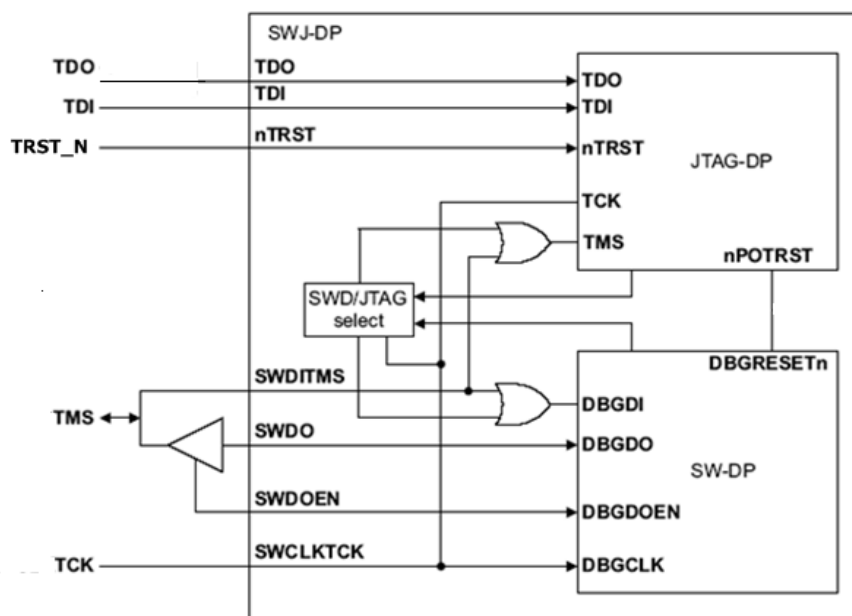 SWJ-DP
TDO TDO TDO
TDI TDI TDI
TRST_N nTRST nTRST
JTAG-DP
TCK
TMS
nPOTRST
SWD/JTAG
select
DBGRESETn
SWDITMS
DBGDI
TMS
SWDO DBGDO
SW-DP
SWDOEN DBGDOEN
TCK SWCLKTCK DBGCLK